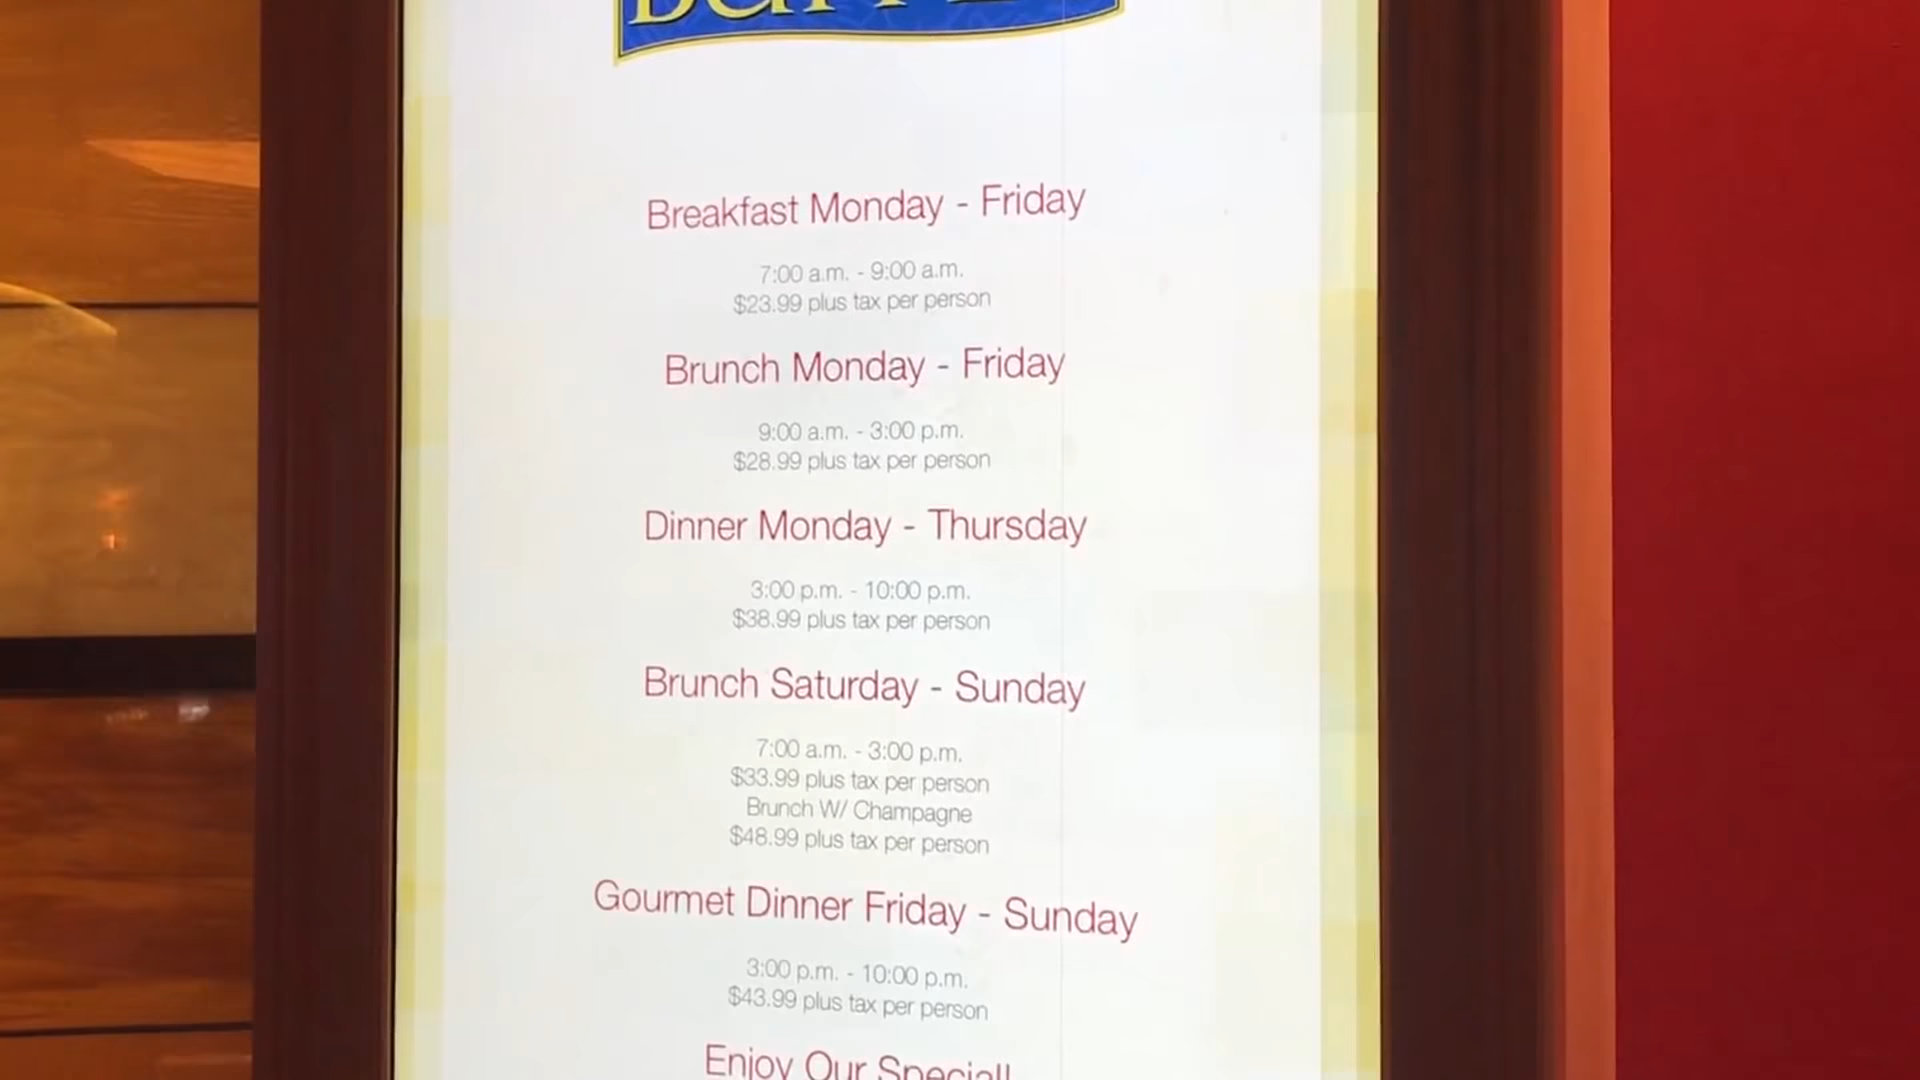 Breakfast Monday - Friday
7:00 a.m. - 9:00 a.m.
$23.99 plus tax per person
Brunch Monday - Friday
9:00 a.m. - 3:00 p.m.
$28.99 plus tax per person
Dinner Monday - Thursday
3:00 p.m. - 10:00 p.m.
$38.99 plus tax per person
Brunch Saturday - Sunday
7:00 a.m. - 3:00 p.m.
$33.99 plus tax per person
Brunch W/ Champagne
$48.99 plus tax per person
Gourmet Dinner Friday - Sunday
3:00 p.m. - 10:00 p.m.
$43.99 plus tax per person
Enjoy Our Special!